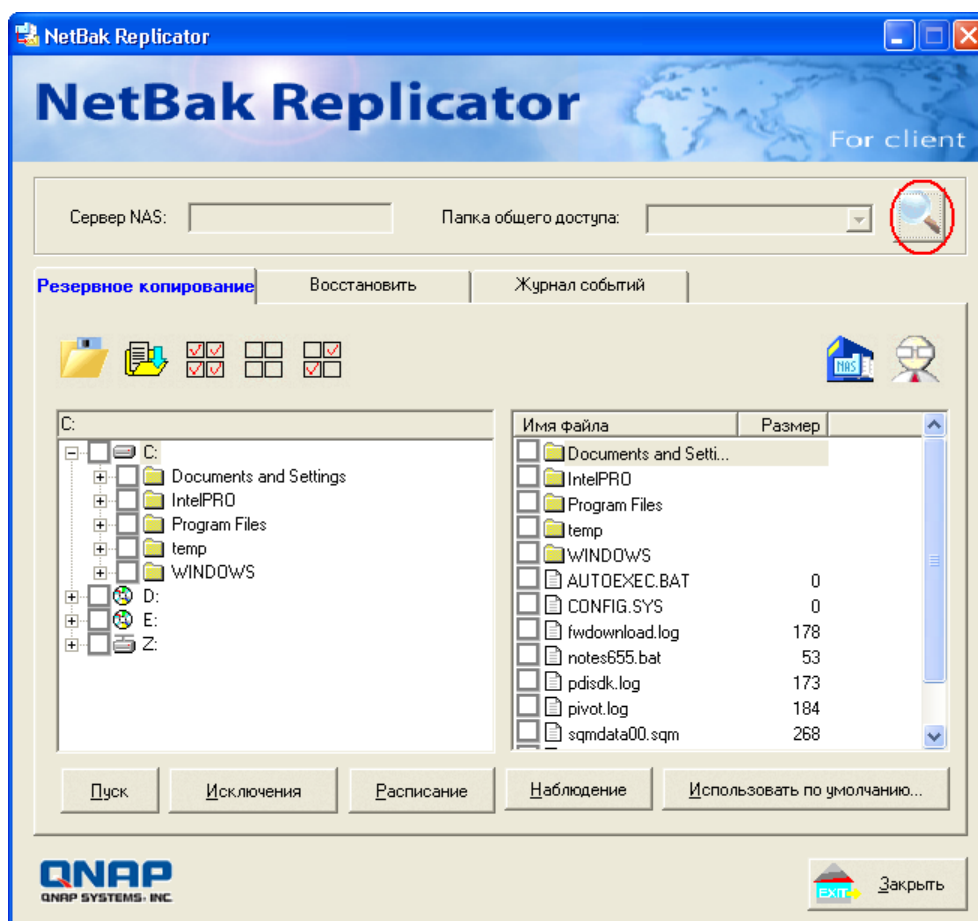 NetBak Replicator
NetBak Replicator
For client
Сервер NAS:
Папка общего доступа:
Резервное копирование
Восстановить
Журнал событий
NAS
C:
C:
Documents and Settings
IntelPRO
Program Files
temp
WINDOWS
D:
E:
Z:
Имя файла Размер
Documents and Setti...
IntelPRO
Program Files
temp
WINDOWS
AUTOEXEC.BAT 0
CONFIG.SYS 0
fwdownload.log 178
notes655.bat 53
pdisdk.log 173
pivot.log 184
sqmdata00.sqm 268
Пуск
Исключения
Расписание
Наблюдение
Использовать по умолчанию...
QNAP
QNAP SYSTEMS, INC
EXIT
Закрыть